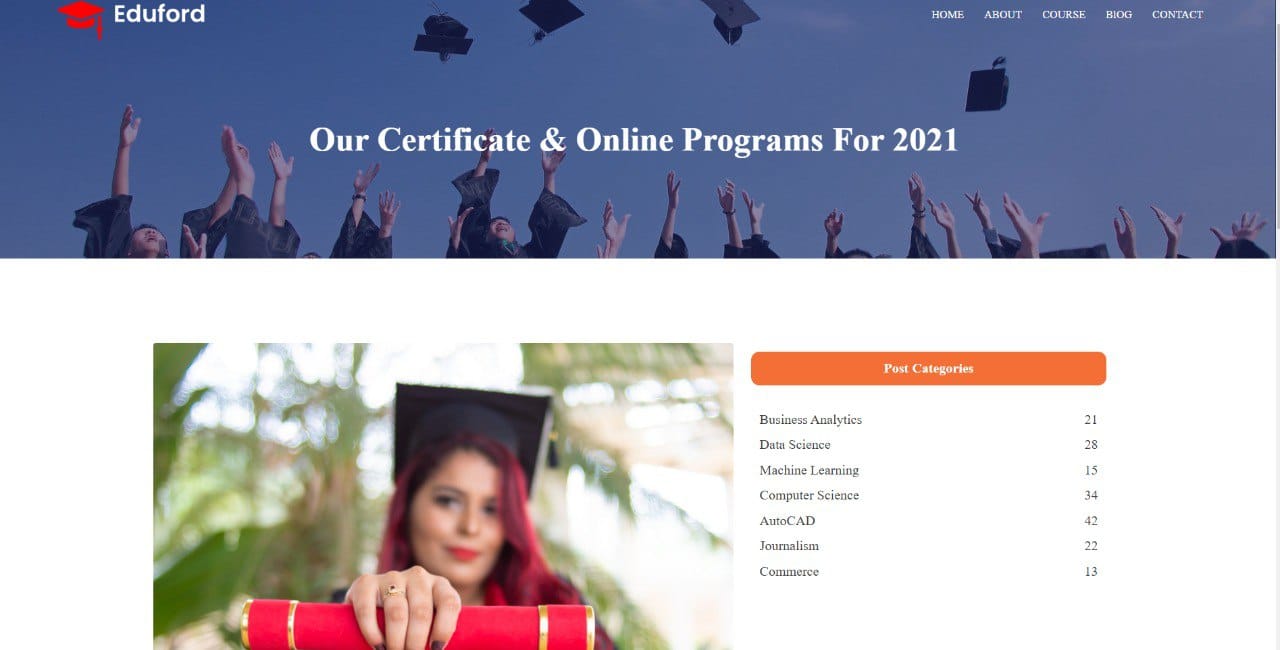 Eduford
HOME ABOUT COURSE BlOG CONTACT
Our Certificate & Online Programs For 2021
Post Categories
Business Analytics 21
Data Science 28
Machine Learning 15
Computer Science 34
AutoCAD 42
Journalism 22
Commerce 13